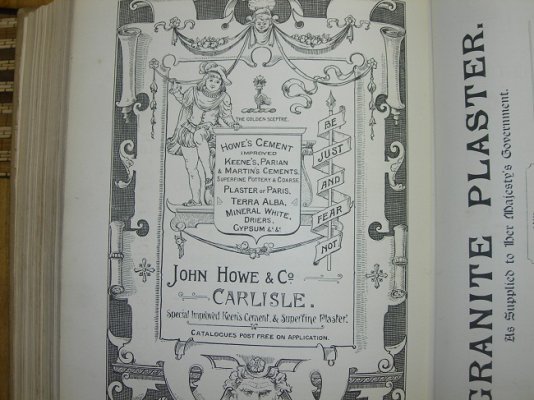 THE GOLDEN SCEPTRE.
HOWE'S CEMENT
IMPROVED
KEENE'S, PARIAN
& MARTIN'S CEMENTS.
SUPERFINE POTTERY & COARSE
PLASTER OF PARIS,
TERRA ALBA,
MINERAL WHITE,
DRIERS,
GYPSUM &c &c
BE
JUST
AND
FEAR
NOT
JOHN HOWE & Co
CARLISLE.
Special Improved Keen's Cement, & Superfine Plaster.
CATALOGUES POST FREE ON APPLICATION.
GRANITE PLASTER.
As Supplied to Her Majesty's Government.